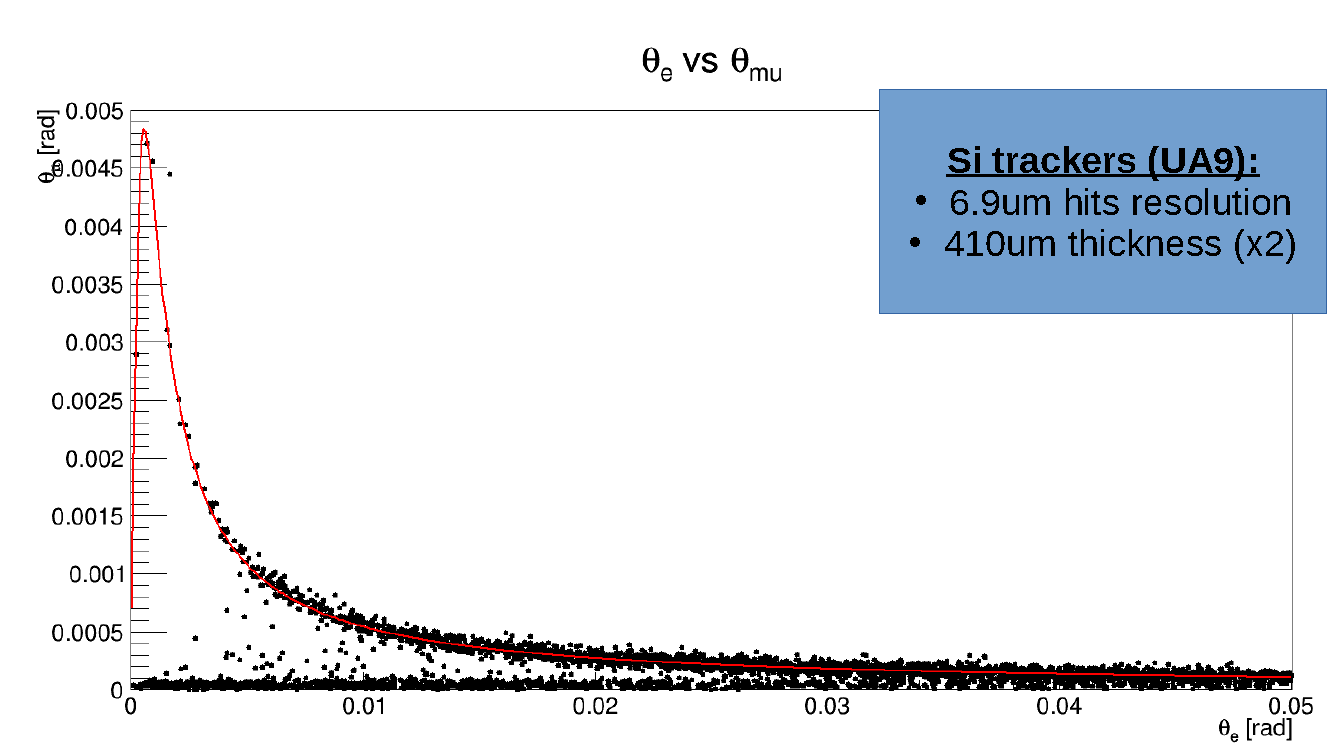 θe vs θmu
θm [rad]
0.005
0.0045
0.004
0.0035
0.003
0.0025
0.002
0.0015
0.001
0.0005
0
Si trackers (UA9):
• 6.9um hits resolution
• 410um thickness (x2)
0 0.01 0.02 0.03 0.04 0.05
θe [rad]